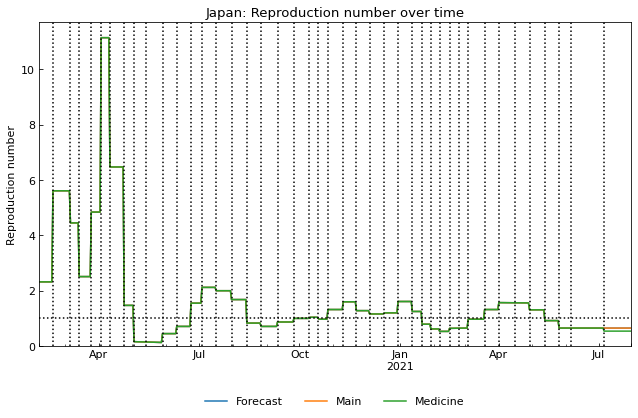 Japan: Reproduction number over time
Reproduction number
10
8
6
4
2
0
Apr
Jul
Oct
Jan
2021
Apr
Jul
Forecast
Main
Medicine